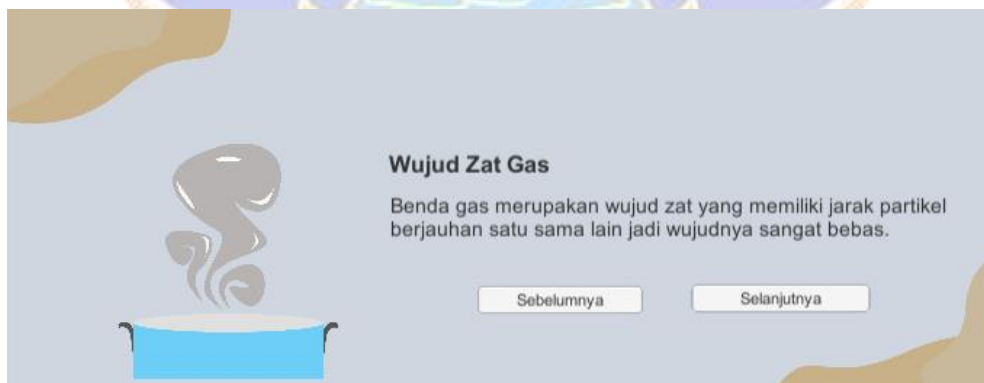 Wujud Zat Gas
Benda gas merupakan wujud zat yang memiliki jarak partikel
berjauhan satu sama lain jadi wujudnya sangat bebas.
Sebelumnya
Selanjutnya